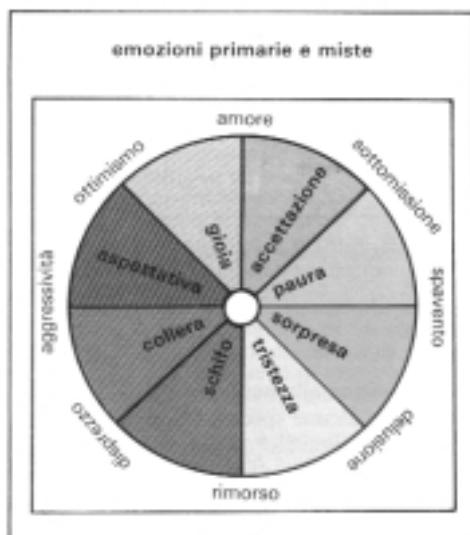 emozioni primarie e miste
amore
sottomissione
spavento
delusione
rimorso
disprezzo
aggressività
ottimismo
gioia
accettazione
paura
sorpresa
tristezza
schifo
collera
aspettativa